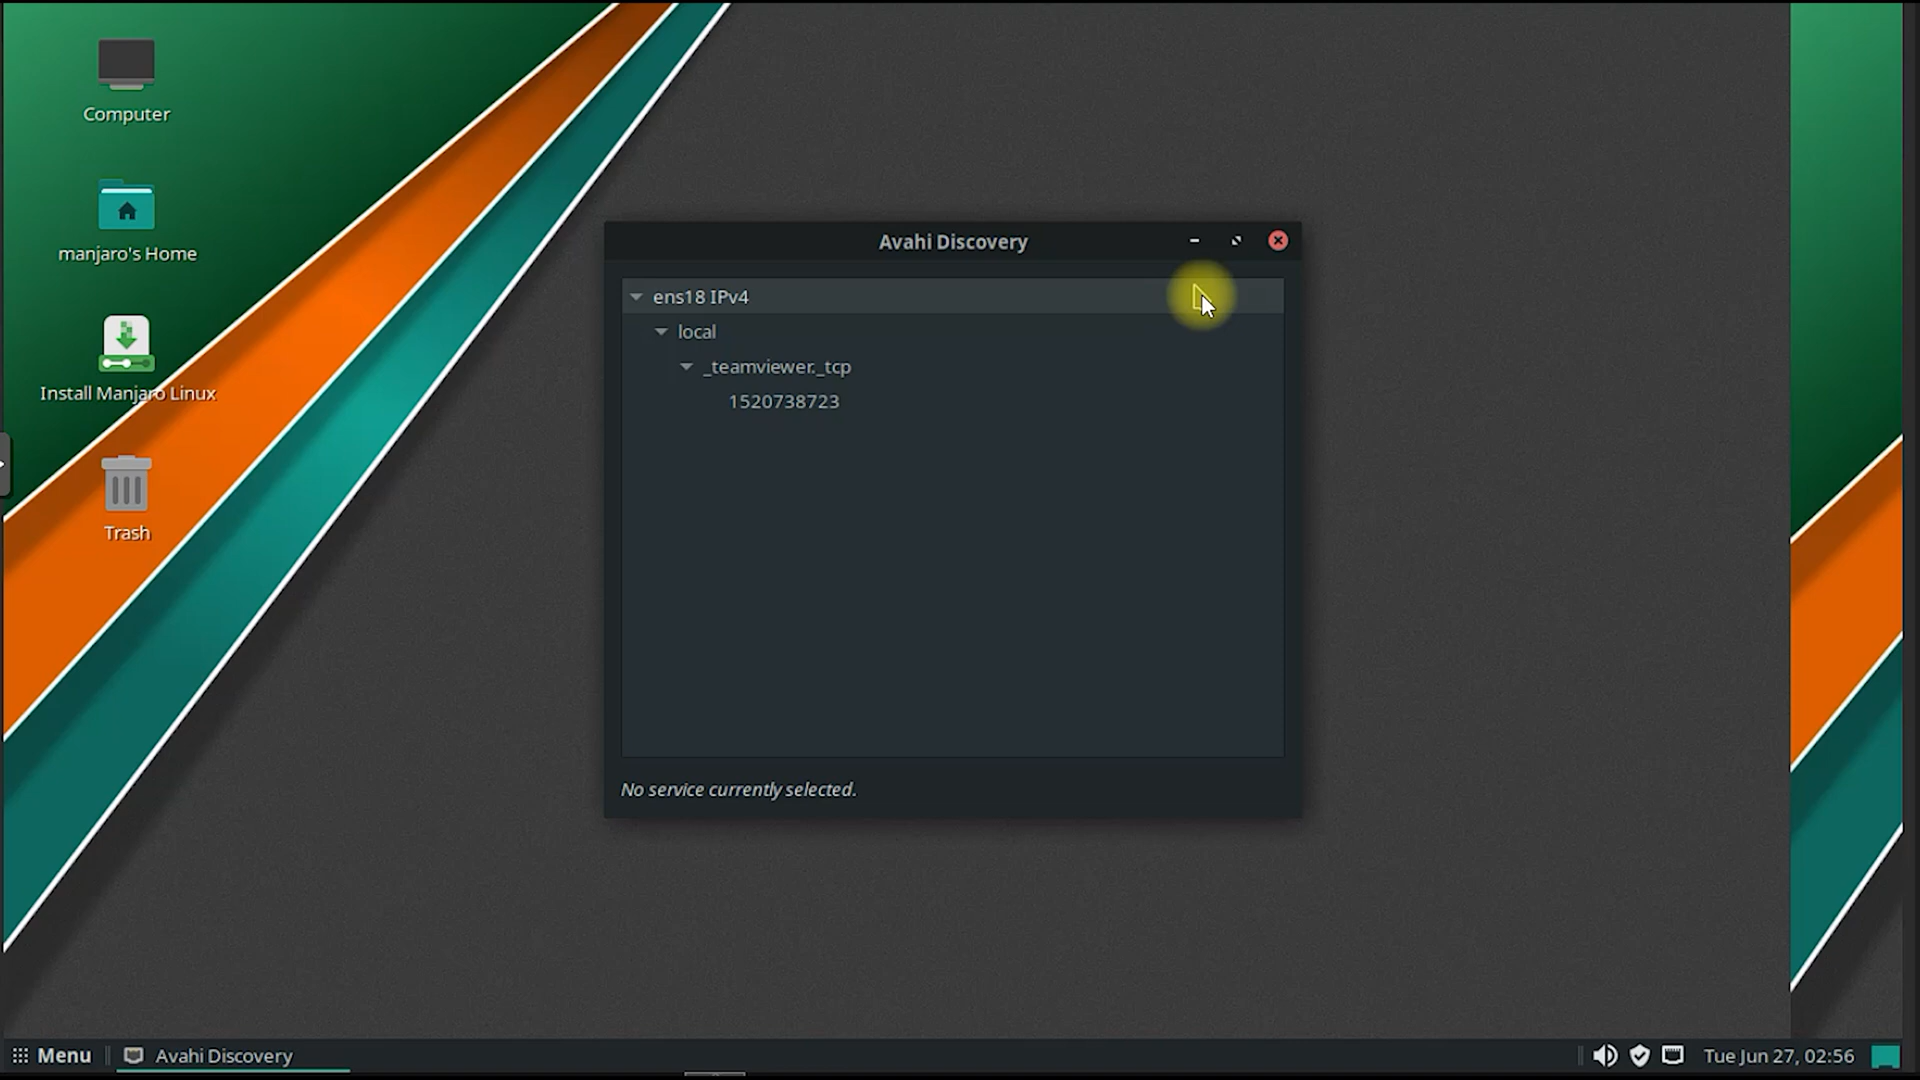 Computer
manjaro's Home
Install Manjaro Linux
Trash
Avahi Discovery
ens18 IPv4
local
_teamviewer._tcp
1520738723
No service currently selected.
Menu
Avahi Discovery
Tue Jun 27, 02:56